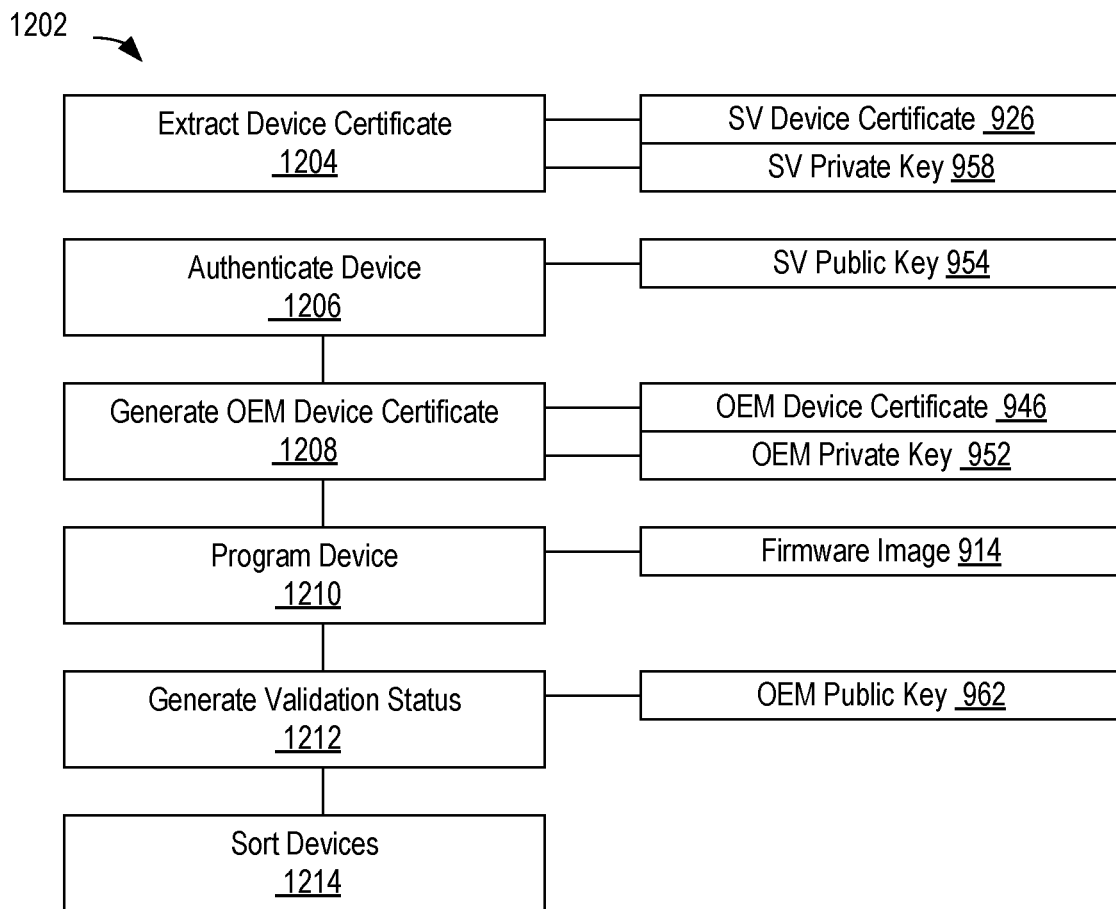 1202
Extract Device Certificate
1204
SV Device Certificate 926
SV Private Key 958
Authenticate Device
1206
SV Public Key 954
Generate OEM Device Certificate
1208
OEM Device Certificate 946
OEM Private Key 952
Program Device
1210
Firmware Image 914
Generate Validation Status
1212
OEM Public Key 962
Sort Devices
1214